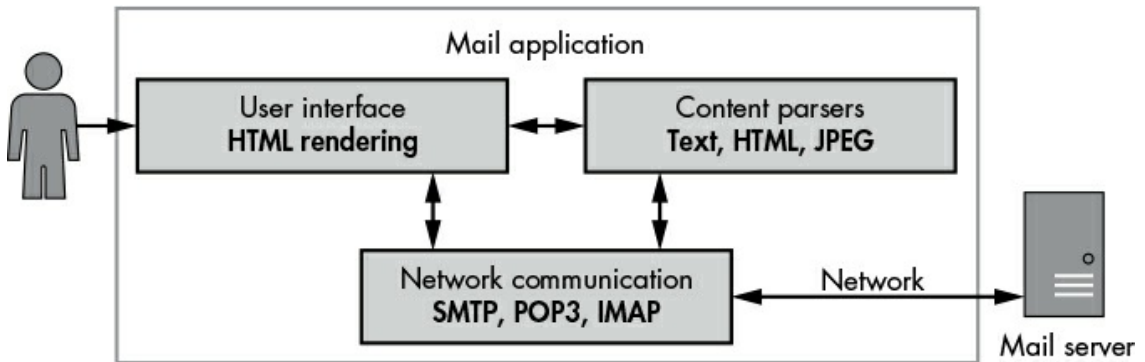 Mail application
User interface
HTML rendering
Content parsers
Text, HTML, JPEG
Network communication
SMTP, POP3, IMAP
Network
Mail server